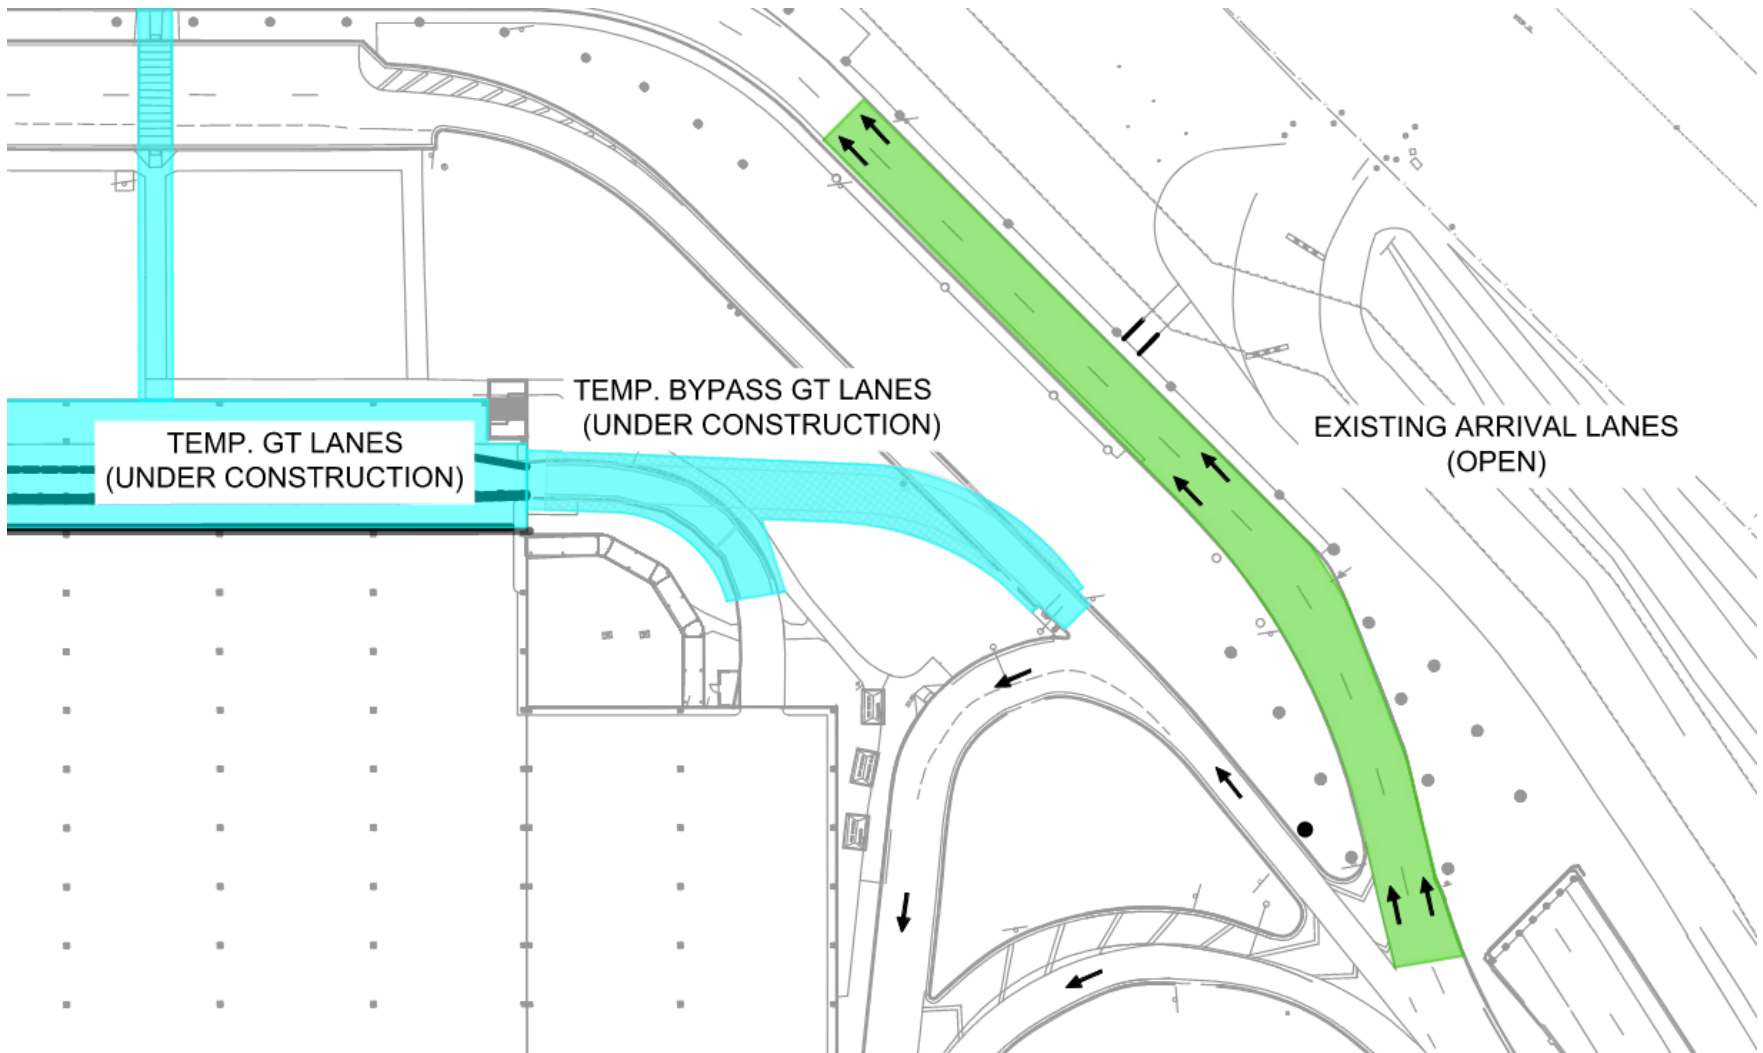 TEMP. BYPASS GT LANES
(UNDER CONSTRUCTION)
EXISTING ARRIVAL LANES
(OPEN)
TEMP. GT LANES
(UNDER CONSTRUCTION)